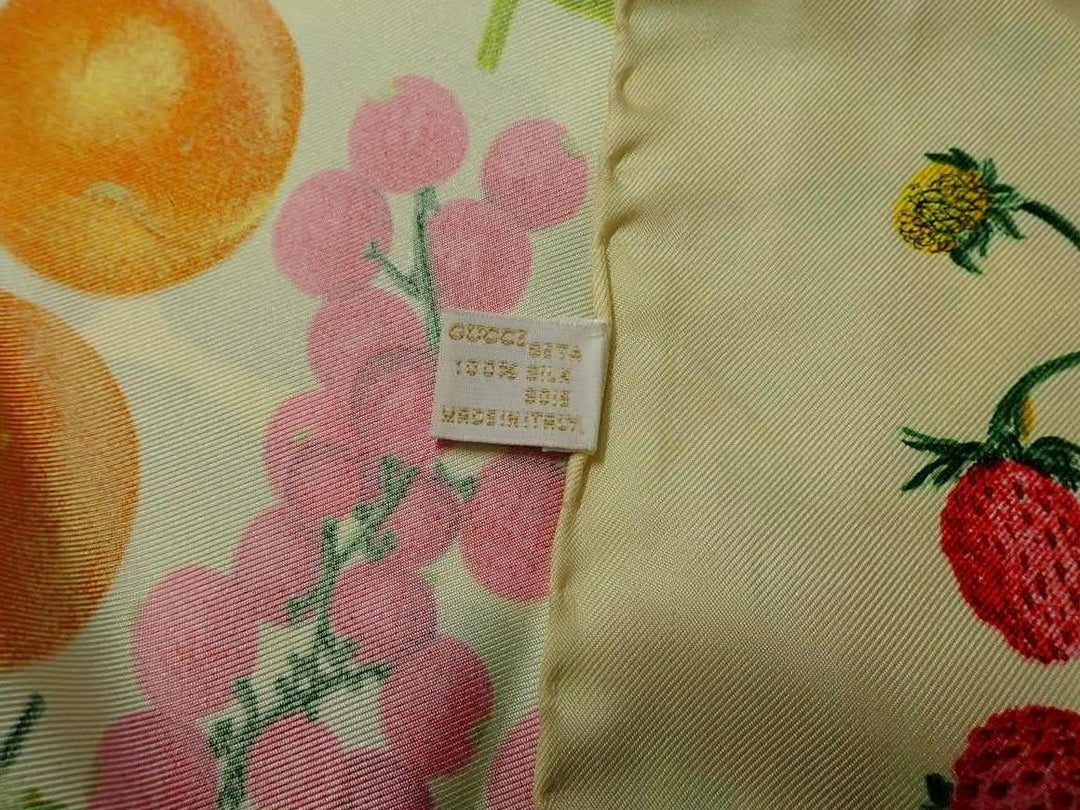 GUCCI SETA
100% SILK
SOIE
MADE IN ITALY